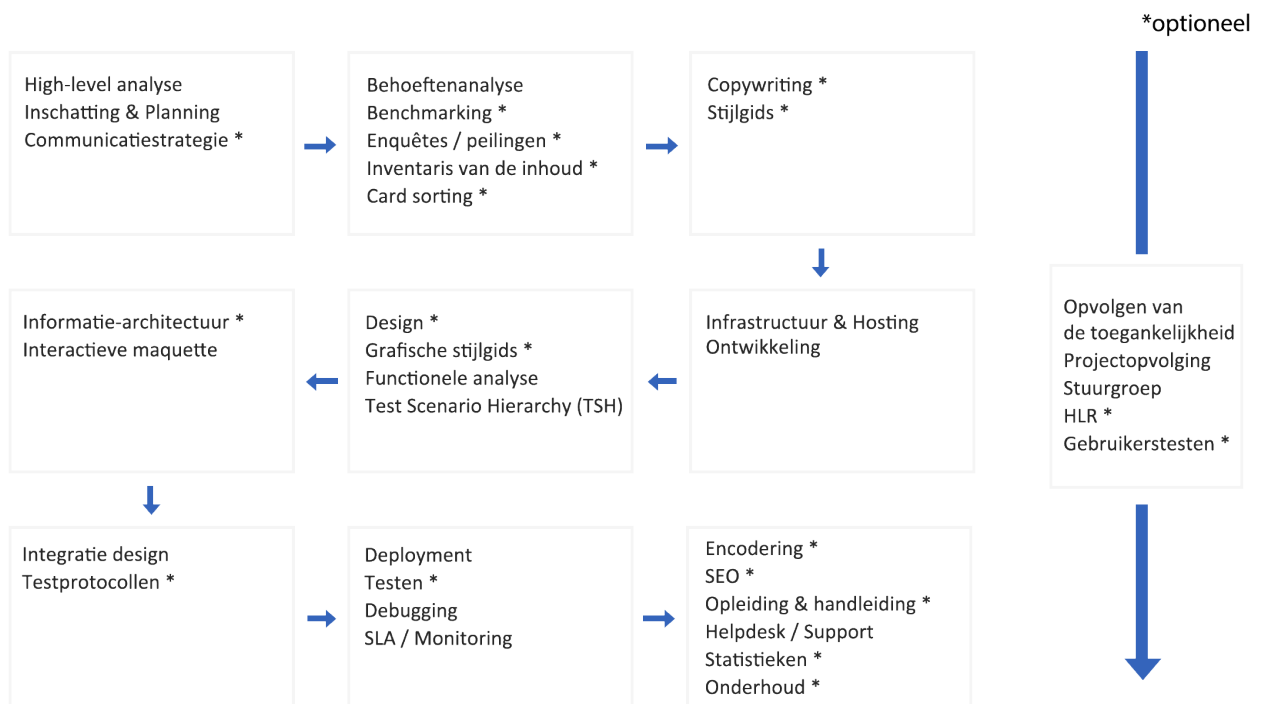 *optioneel
High-level analyse
Inschatting & Planning
Communicatiestrategie *
Behoeftenanalyse
Benchmarking *
Enquêtes / peilingen *
Inventaris van de inhoud *
Card sorting *
Copywriting *
Stijlgids *
Informatie-architectuur *
Interactieve maquette
Design *
Grafische stijlgids *
Functionele analyse
Test Scenario Hierarchy (TSH)
Infrastructuur & Hosting
Ontwikkeling
Opvolgen van
de toegankelijkheid
Projectopvolging
Stuurgroep
HLR *
Gebruikerstesten *
Integratie design
Testprotocollen *
Deployment
Testen *
Debugging
SLA / Monitoring
Encodering *
SEO *
Opleiding & handleiding *
Helpdesk / Support
Statistieken *
Onderhoud *